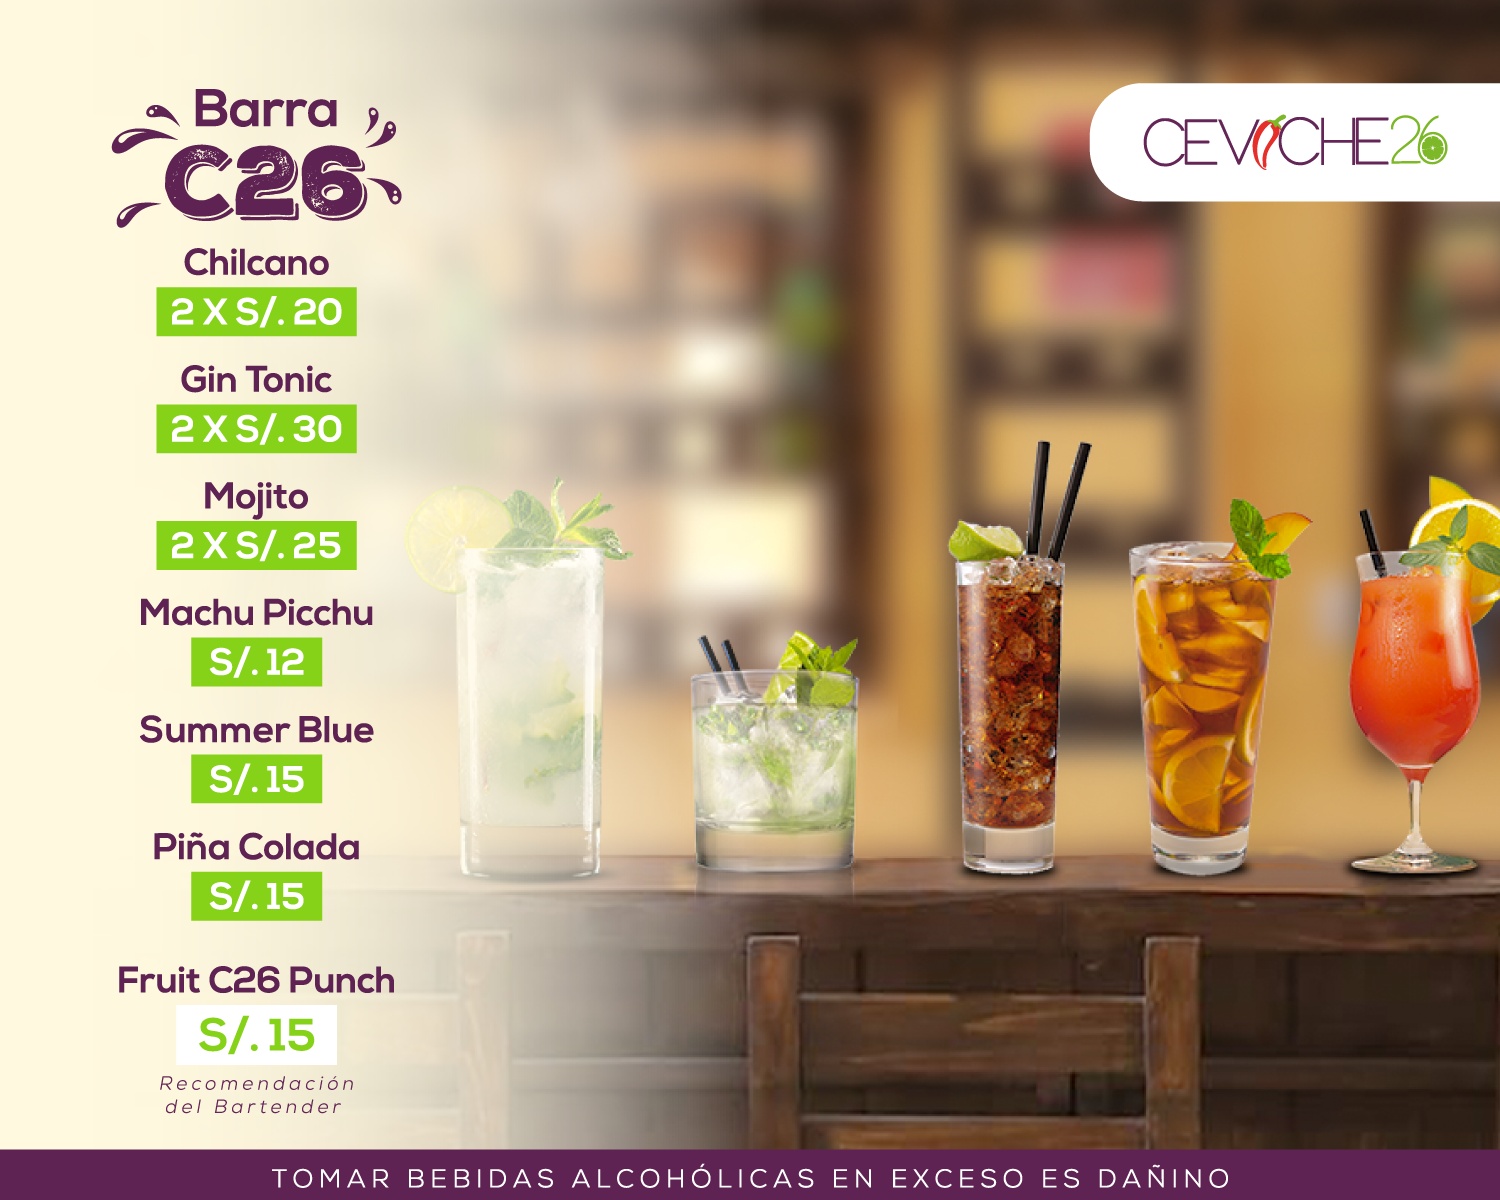 Barra
C26
Chilcano
2 X S/. 20
Gin Tonic
2 X S/. 30
Mojito
2 X S/. 25
Machu Picchu
S/. 12
Summer Blue
S/. 15
Piña Colada
S/. 15
Fruit C26 Punch
S/. 15
Recomendación
del Bartender
CEVICHE26
TOMAR BEBIDAS ALCOHÓLICAS EN EXCESO ES DAÑINO